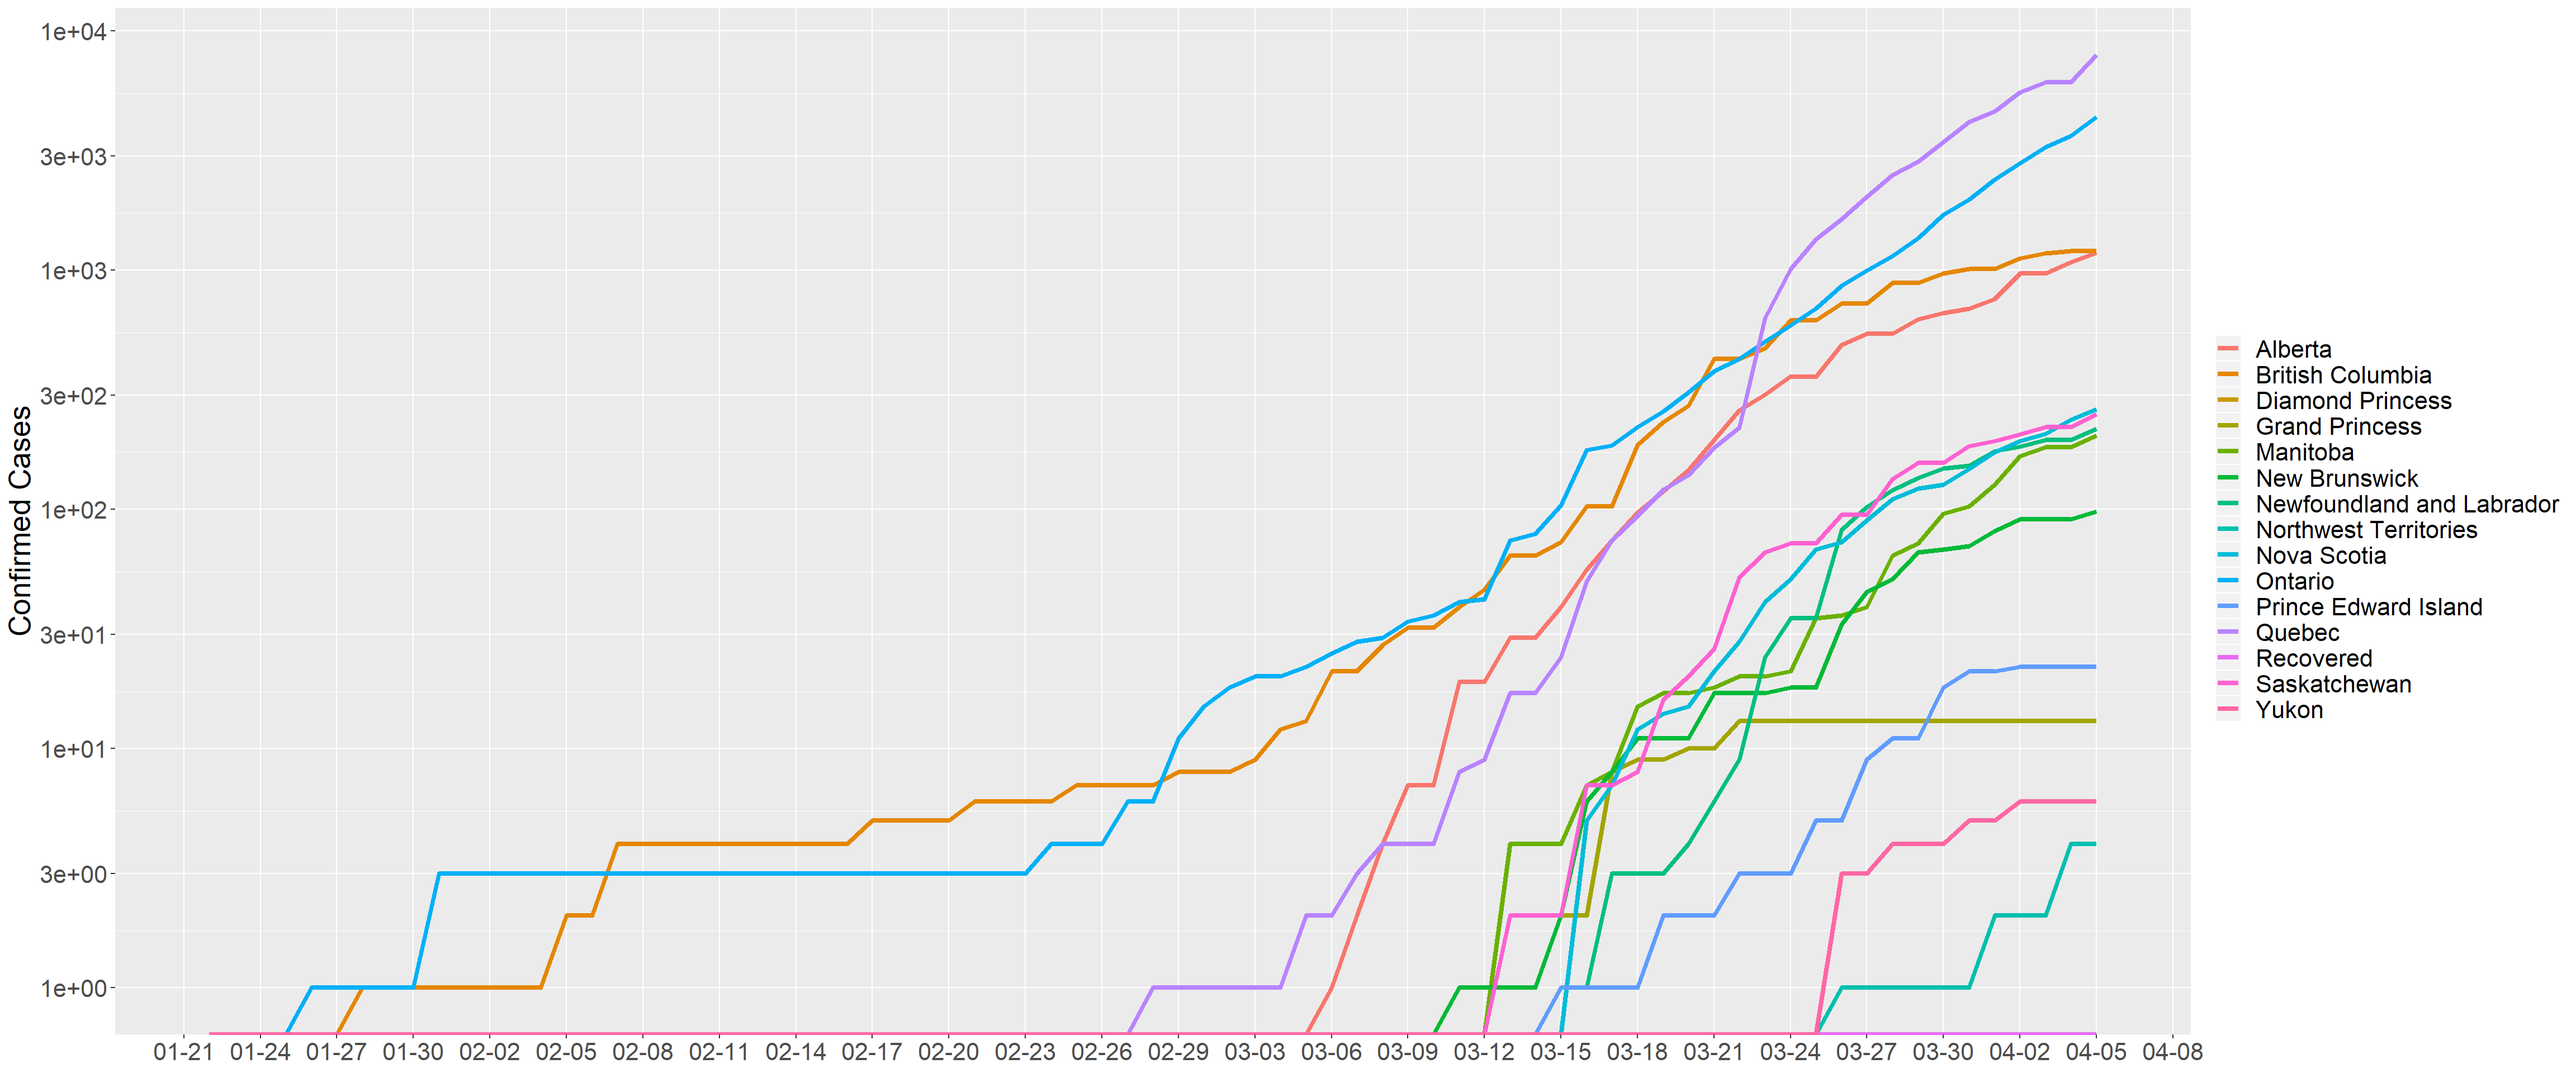 Confirmed Cases
1e+04
3e+03
1e+03
3e+02
1e+02
3e+01
1e+01
3e+00
1e+00
01-21 01-24 01-27 01-30 02-02 02-05 02-08 02-11 02-14 02-17 02-20 02-23 02-26 02-29 03-03 03-06 03-09 03-12 03-15 03-18 03-21 03-24 03-27 03-30 04-02 04-05 04-08
Alberta
British Columbia
Diamond Princess
Grand Princess
Manitoba
New Brunswick
Newfoundland and Labrador
Northwest Territories
Nova Scotia
Ontario
Prince Edward Island
Quebec
Recovered
Saskatchewan
Yukon